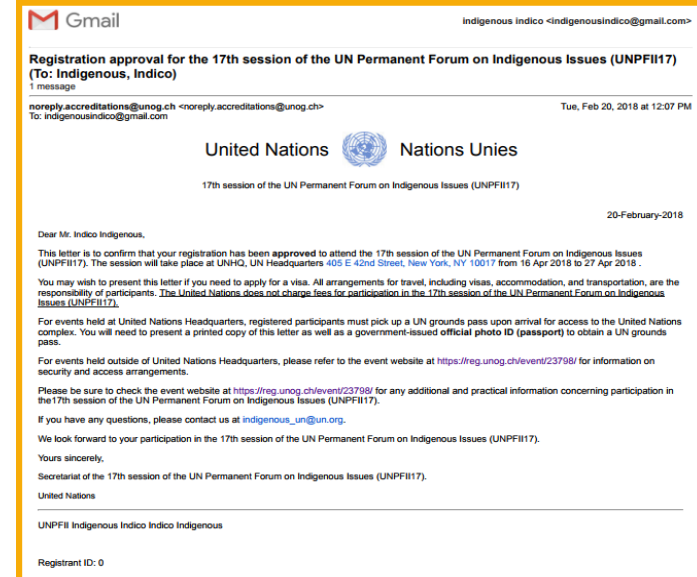 Gmail
indigenous indico <indigenousindico@gmail.com>
Registration approval for the 17th session of the UN Permanent Forum on Indigenous Issues (UNPFII17)
(To: Indigenous, Indico)
1 message
noreply.accreditations@unog.ch <noreply.accreditations@unog.ch>
Tue, Feb 20, 2018 at 12:07 PM
To: indigenousindico@gmail.com
United Nations Nations Unies
17th session of the UN Permanent Forum on Indigenous Issues (UNPFII17)
20-February-2018
Dear Mr. Indico Indigenous,
This letter is to confirm that your registration has been approved to attend the 17th session of the UN Permanent Forum on Indigenous Issues
(UNPFII17). The session will take place at UNHQ, UN Headquarters 405 E 42nd Street, New York, NY 10017 from 16 Apr 2018 to 27 Apr 2018 .
You may wish to present this letter if you need to apply for a visa. All arrangements for travel, including visas, accommodation, and transportation, are the
responsibility of participants. The United Nations does not charge fees for participation in the 17th session of the UN Permanent Forum on Indigenous
Issues (UNPFII17).
For events held at United Nations Headquarters, registered participants must pick up a UN grounds pass upon arrival for access to the United Nations
complex. You will need to present a printed copy of this letter as well as a government-issued official photo ID (passport) to obtain a UN grounds
pass.
For events held outside of United Nations Headquarters, please refer to the event website at https://reg.unog.ch/event/23798/ for information on
security and access arrangements.
Please be sure to check the event website at https://reg.unog.ch/event/23798/ for any additional and practical information concerning participation in
the17th session of the UN Permanent Forum on Indigenous Issues (UNPFII17).
If you have any questions, please contact us at indigenous_un@un.org.
We look forward to your participation in the 17th session of the UN Permanent Forum on Indigenous Issues (UNPFII17).
Yours sincerely,
Secretariat of the 17th session of the UN Permanent Forum on Indigenous Issues (UNPFII17).
United Nations
UNPFII Indigenous Indico Indico Indigenous
Registrant ID: 0